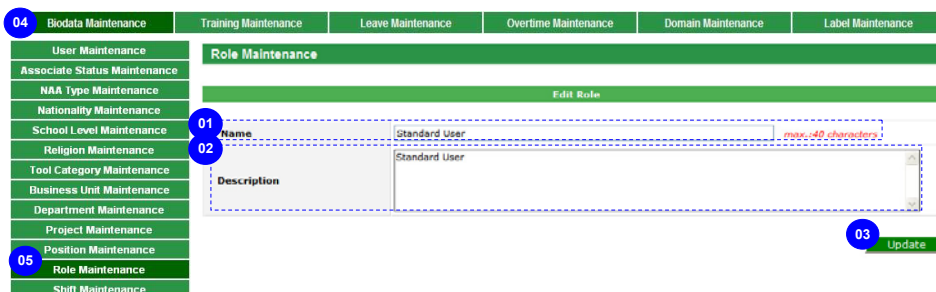 04 Biodata Maintenance Training Maintenance Leave Maintenance Overtime Maintenance Domain Maintenance Label Maintenance
User Maintenance
Associate Status Maintenance
NAA Type Maintenance
Nationality Maintenance
School Level Maintenance
Religion Maintenance
Tool Category Maintenance
Business Unit Maintenance
Department Maintenance
Project Maintenance
Position Maintenance
05 Role Maintenance
Shift Maintenance
Role Maintenance
Edit Role
01 Name Standard User max.:40 characters
02 Description Standard User
03 Update